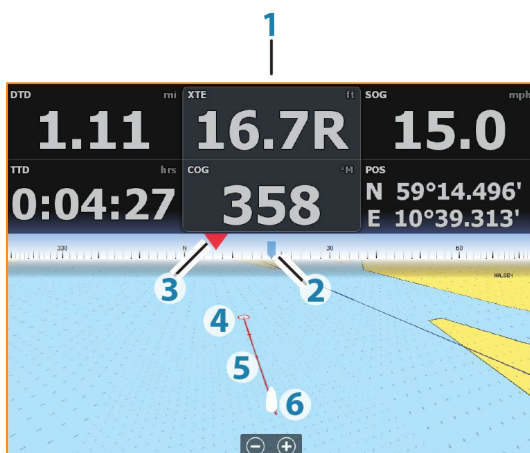 1
DTD mi XTE ft SOG mph
1.11 16.7R 15.0
TTD hrs COG °M POS
0:04:27 358 N 59°14.496'
E 10°39.313'
330 N 30 60
3 2
4
5
6